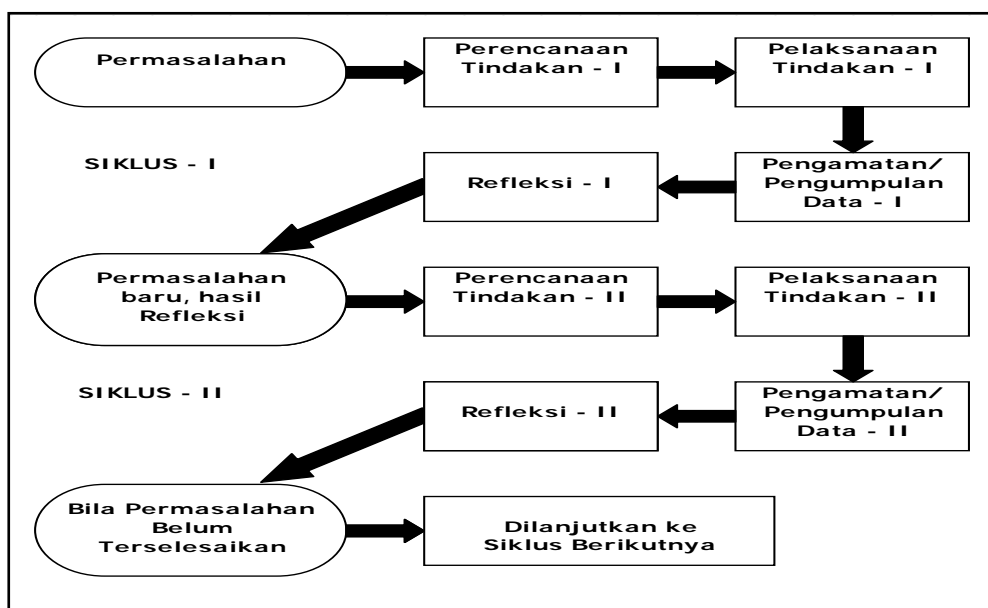 Permasalahan
Perencanaan
Tindakan - I
Pelaksanaan
Tindakan - I
SIKLUS - I
Refleksi - I
Pengamatan/
Pengumpulan
Data - I
Permasalahan
baru, hasil
Refleksi
Perencanaan
Tindakan - II
Pelaksanaan
Tindakan - II
SIKLUS - II
Refleksi - II
Pengamatan/
Pengumpulan
Data - II
Bila Permasalahan
Belum
Terselesaikan
Dilanjutkan ke
Siklus Berikutnya